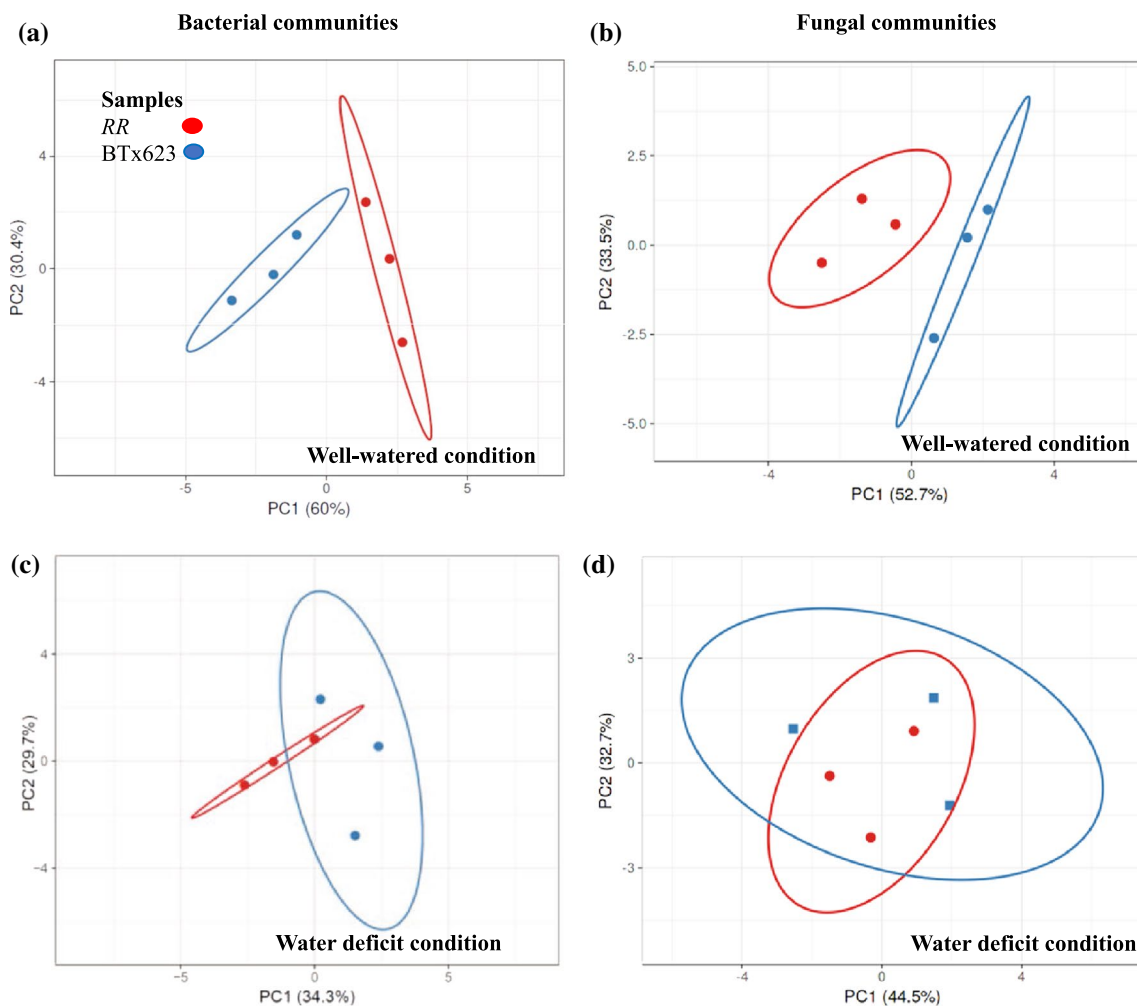 Bacterial communities
Fungal communities
(a)
(b)
Samples
RR
BTx623
4
0
-4
PC2 (30.4%)
Well-watered condition
-5
0
5
PC1 (60%)
5.0
2.5
0.0
-2.5
-5.0
PC2 (33.5%)
Well-watered condition
-4
0
4
PC1 (52.7%)
(c)
(d)
4
0
−4
PC2 (29.7%)
Water deficit condition
−5
0
5
PC1 (34.3%)
3
0
-3
PC2 (32.7%)
Water deficit condition
-4
0
4
PC1 (44.5%)